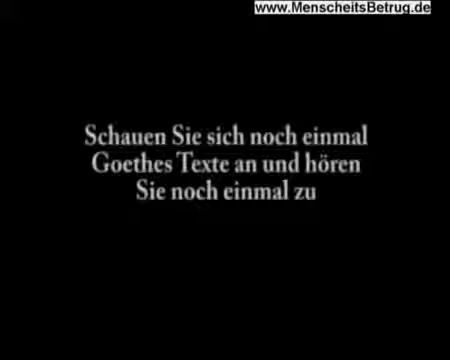 www.MenscheitsBetrug.de
Schauen Sie sich noch einmal
Goethes Texte an und hören
Sie noch einmal zu